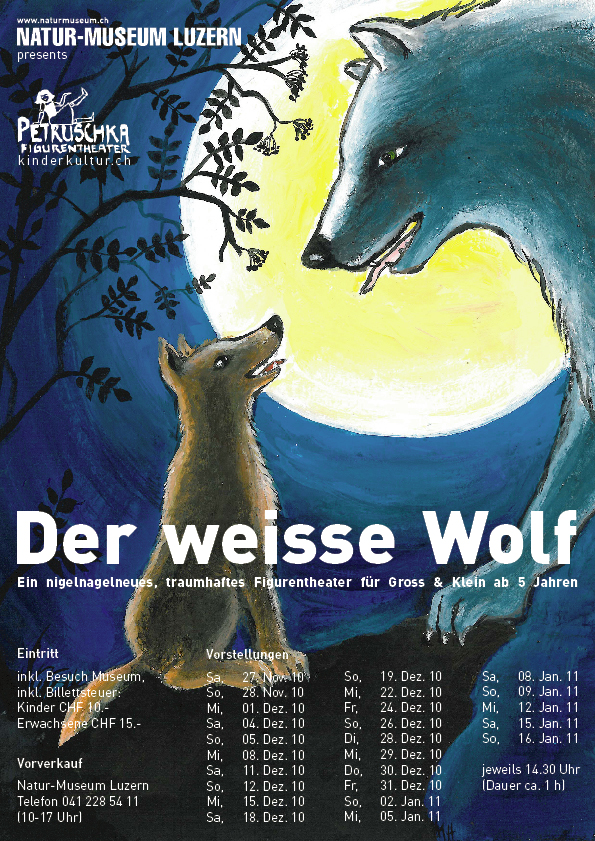 www.naturmuseum.ch
NATUR-MUSEUM LUZERN
presents
PETRUSCHKA
FIGURENTHEATER
kinderkultur.ch
Der weisse Wolf
Ein nigelnagelneues, traumhaftes Figurentheater für Gross & Klein ab 5 Jahren
Eintritt
inkl. Besuch Museum,
inkl. Billettsteuer:
Kinder CHF 10.-
Erwachsene CHF 15.-
Vorverkauf
Natur-Museum Luzern
Telefon 041 228 54 11
(10-17 Uhr)
Vorstellungen
Sa, 27. Nov. 10
So, 28. Nov. 10
Mi, 01. Dez. 10
Sa, 04. Dez. 10
So, 05. Dez. 10
Mi, 08. Dez. 10
Sa, 11. Dez. 10
So, 12. Dez. 10
Mi, 15. Dez. 10
Sa, 18. Dez. 10
So, 19. Dez. 10
Mi, 22. Dez. 10
Fr, 24. Dez. 10
So, 26. Dez. 10
Di, 28. Dez. 10
Mi, 29. Dez. 10
Do, 30. Dez. 10
Fr, 31. Dez. 10
So, 02. Jan. 11
Mi, 05. Jan. 11
Sa, 08. Jan. 11
So, 09. Jan. 11
Mi, 12. Jan. 11
Sa, 15. Jan. 11
So, 16. Jan. 11
jeweils 14.30 Uhr
(Dauer ca. 1 h)